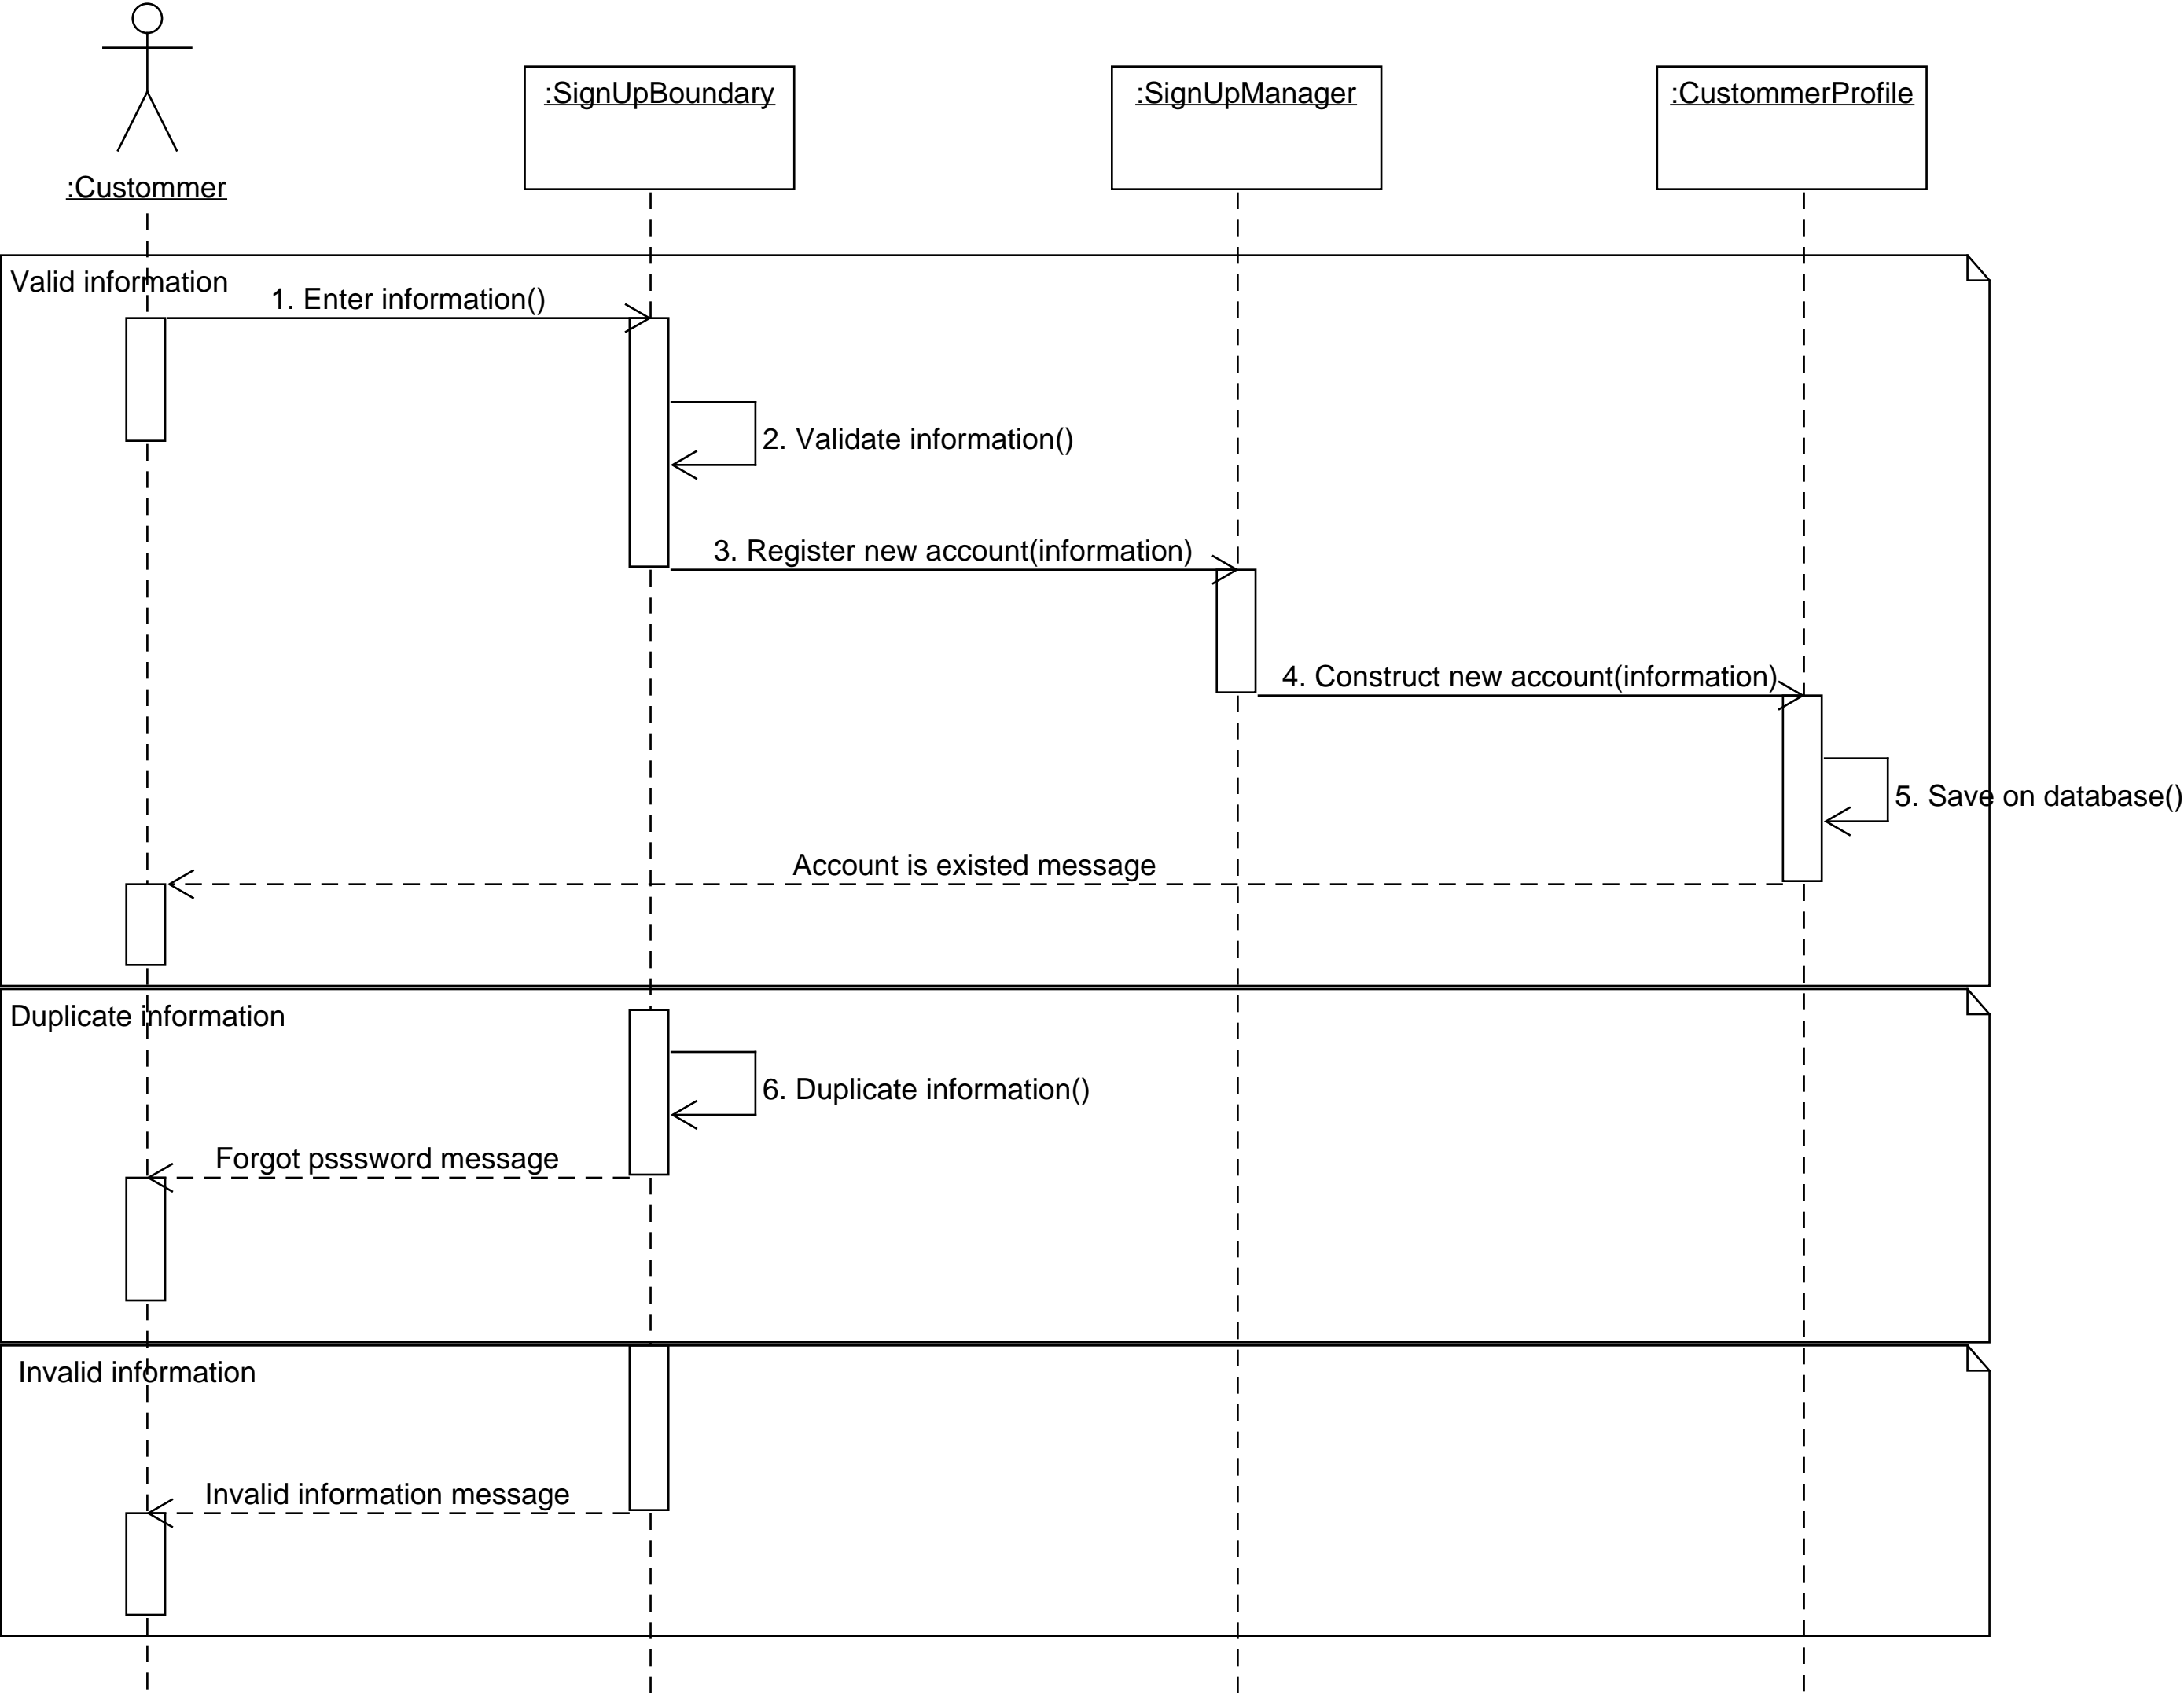 :SignUpBoundary
:SignUpManager
:CustommerProfile
:Custommer
Valid information
1. Enter information()
2. Validate information()
3. Register new account(information)
4. Construct new account(information)
5. Save on database()
Account is existed message
Duplicate information
6. Duplicate information()
Forgot psssword message
Invalid information
Invalid information message